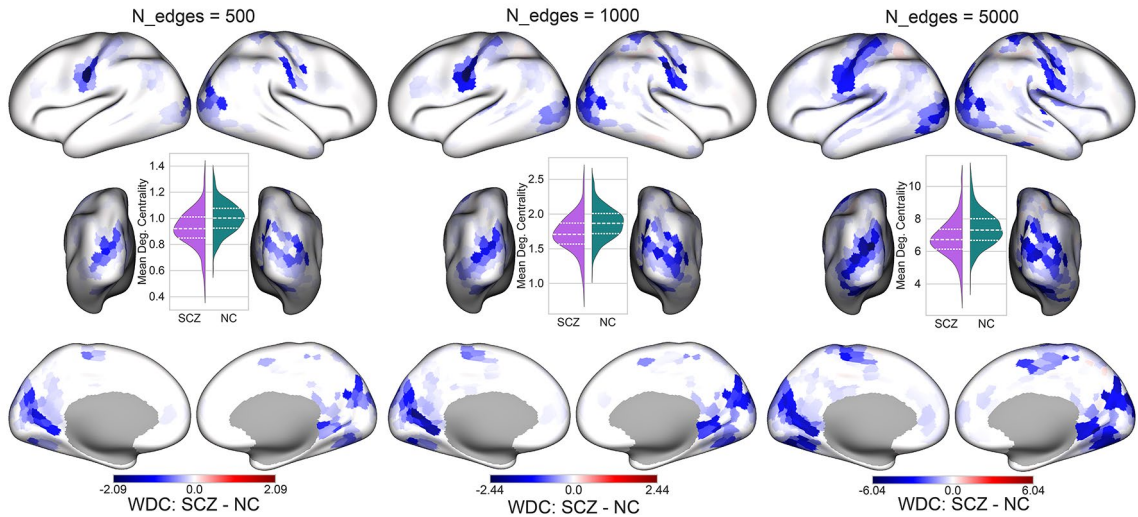 N_edges = 500
N_edges = 1000
N_edges = 5000
Mean Deg. Centrality
1.4
1.2
1.0
0.8
0.6
0.4
SCZ NC
Mean Deg. Centrality
2.5
2.0
1.5
1.0
SCZ NC
Mean Deg. Centrality
10
8
6
4
SCZ NC
-2.09 0.0 2.09
WDC: SCZ - NC
-2.44 0.0 2.44
WDC: SCZ - NC
-6.04 0.0 6.04
WDC: SCZ - NC